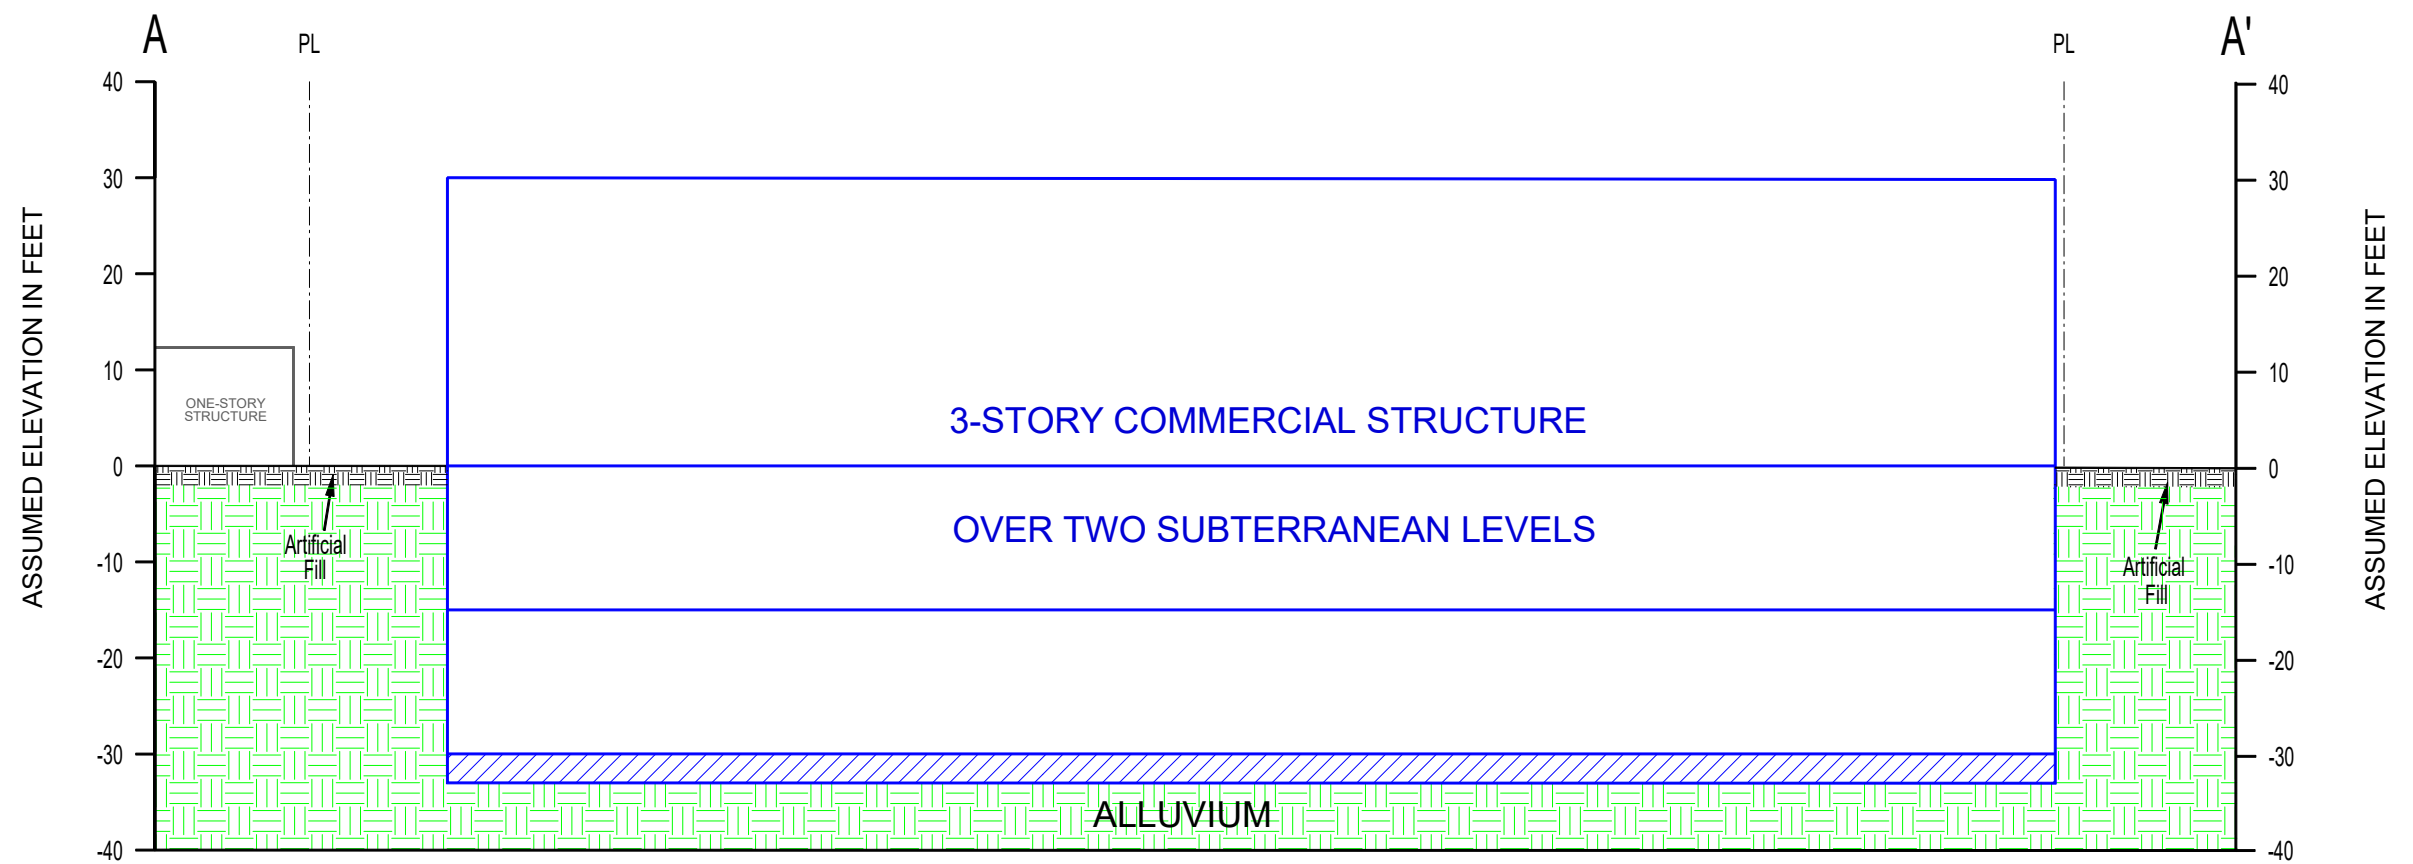 A
PL
PL
A'
40
30
20
10
0
-10
-20
-30
-40
ASSUMED ELEVATION IN FEET
ONE-STORY
STRUCTURE
Artificial
Fill
3-STORY COMMERCIAL STRUCTURE
OVER TWO SUBTERRANEAN LEVELS
ALLUVIUM
Artificial
Fill
40
30
20
10
0
-10
-20
-30
-40
ASSUMED ELEVATION IN FEET